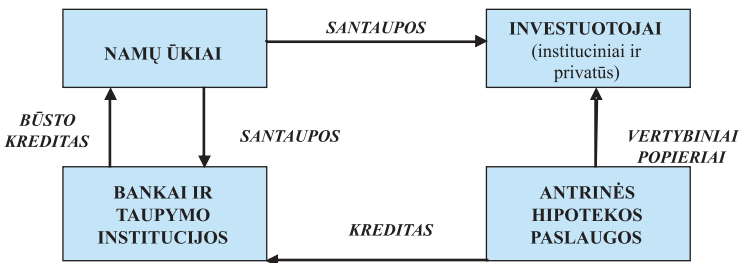 NAMŲ ŪKIAI
SANTAUPOS
INVESTUOTOJAI
(instituciniai ir
privatūs)
BŪSTO
KREDITAS
SANTAUPOS
VERTYBINIAI
POPIERIAI
BANKAI IR
TAUPYMO
INSTITUCIJOS
KREDITAS
ANTRINĖS
HIPOTEKOS
PASLAUGOS